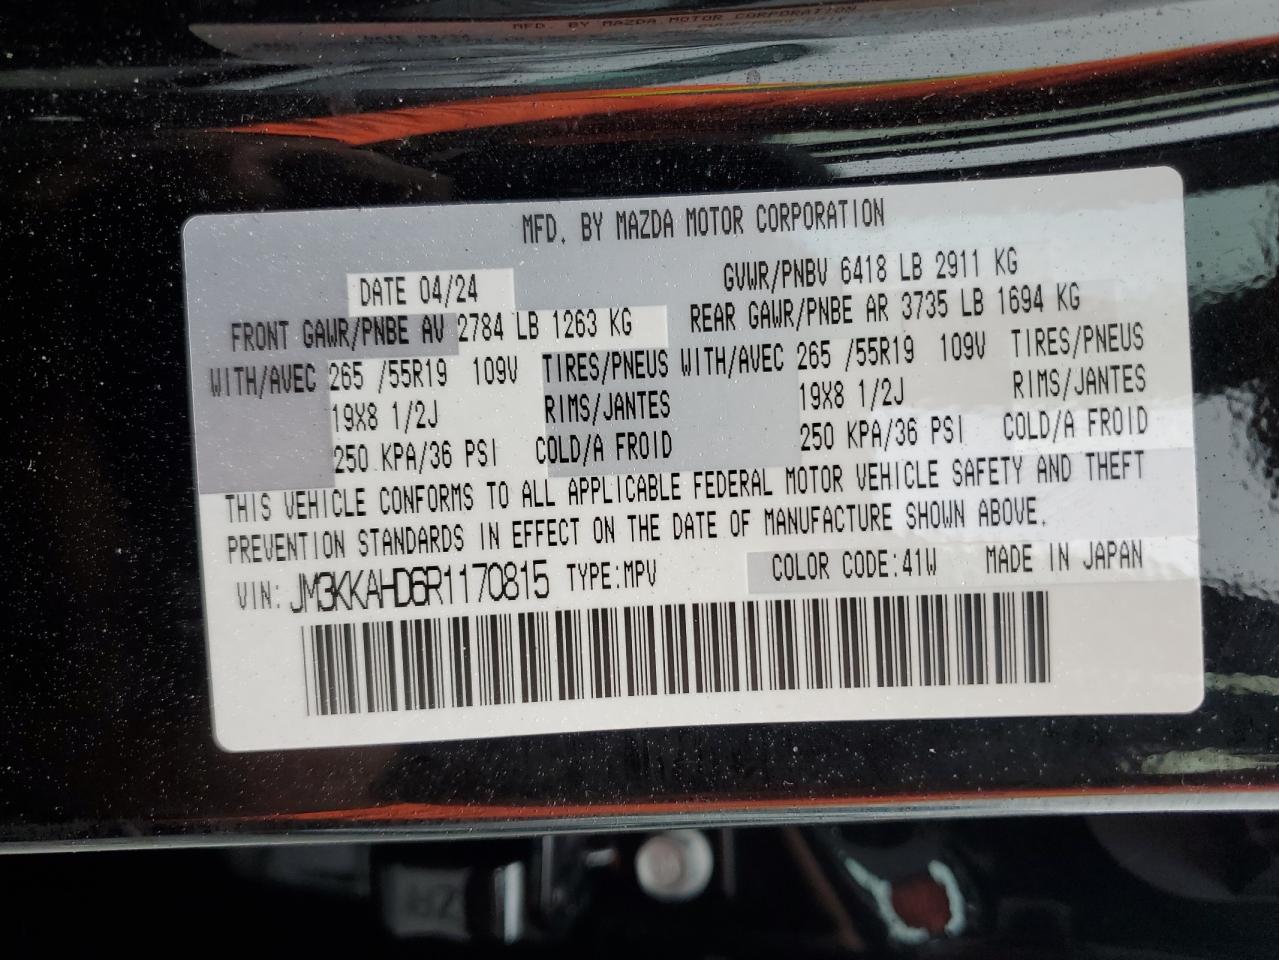 MFD. BY MAZDA MOTOR CORPORATION
MFD. BY MAZDA MOTOR CORPORATION
DATE 04/24 GVWR/PNBV 6418 LB 2911 KG
FRONT GAWR/PNBE AV 2784 LB 1263 KG REAR GAWR/PNBE AR 3735 LB 1694 KG
WITH/AVEC 265 /55R19 109V TIRES/PNEUS WITH/AVEC 265 /55R19 109V TIRES/PNEUS
19X8 1/2J RIMS/JANTES 19X8 1/2J RIMS/JANTES
250 KPA/36 PSI COLD/A FROID 250 KPA/36 PSI COLD/A FROID
THIS VEHICLE CONFORMS TO ALL APPLICABLE FEDERAL MOTOR VEHICLE SAFETY AND THEFT
PREVENTION STANDARDS IN EFFECT ON THE DATE OF MANUFACTURE SHOWN ABOVE.
VIN: JM3KKAHD6R1170815 TYPE:MPV COLOR CODE:41W MADE IN JAPAN